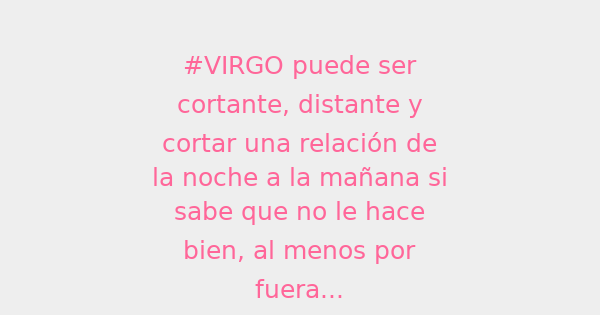 #VIRGO puede ser
cortante, distante y
cortar una relación de
la noche a la mañana si
sabe que no le hace
bien, al menos por
fuera...